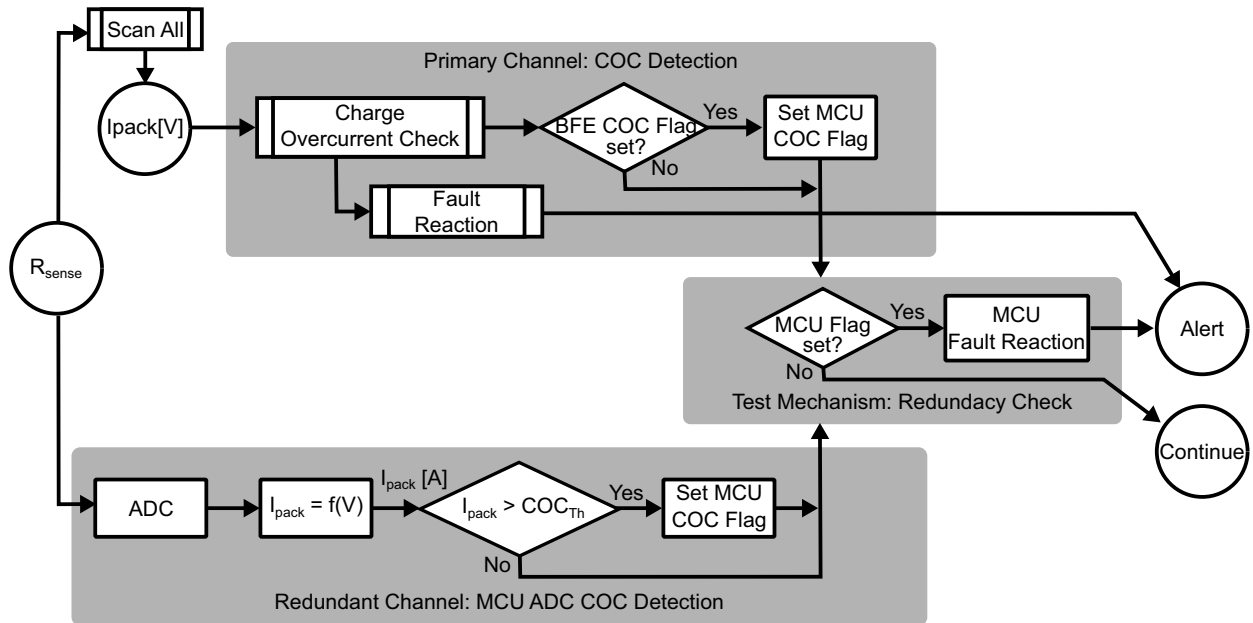 Scan All
Primary Channel: COC Detection
Ipack[V]
Charge
Overcurrent Check
BFE COC Flag
set?
Yes
No
Set MCU
COC Flag
Fault
Reaction
R_sense
MCU Flag
set?
Yes
No
MCU
Fault Reaction
Alert
Test Mechanism: Redundacy Check
Continue
ADC
I_pack = f(V)
I_pack [A]
I_pack > COC_Th
Yes
No
Set MCU
COC Flag
Redundant Channel: MCU ADC COC Detection